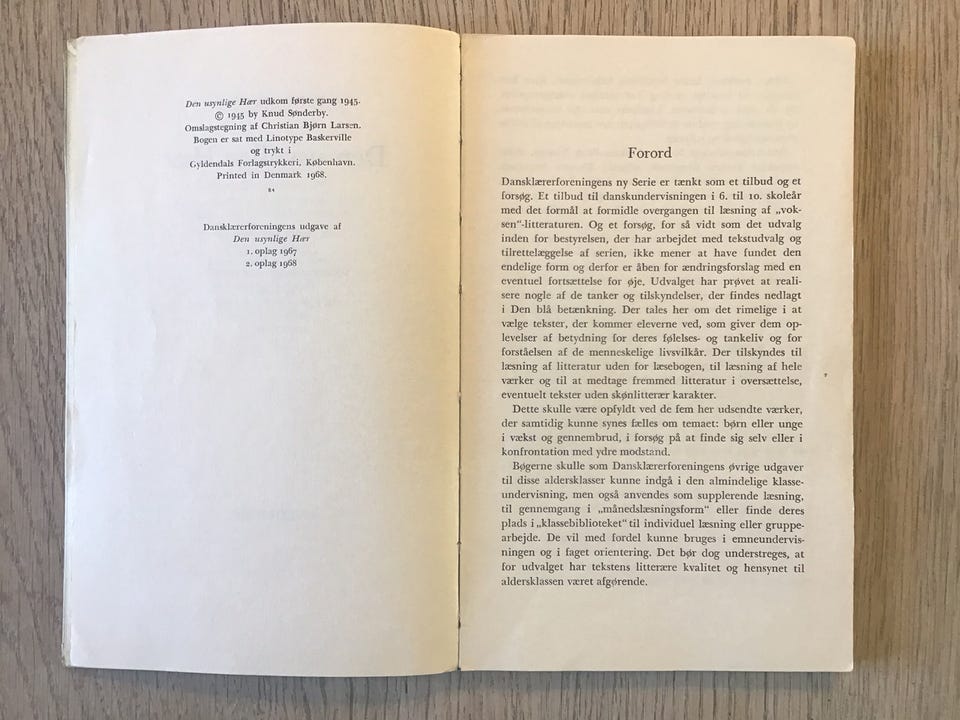 Den usynlige Hær udkom første gang 1945.
© 1945 by Knud Sønderby.
Omslagstegning af Christian Bjørn Larsen.
Bogen er sat med Linotype Baskerville
og trykt i
Gyldendals Forlagstrykkeri, København.
Printed in Denmark 1968.
Dansklærerforeningens udgave af
Den usynlige Hær
1. oplag 1967
2. oplag 1968
Forord
Dansklærerforeningens ny Serie er tænkt som et tilbud og et
forsøg. Et tilbud til danskundervisningen i 6. til 10. skoleår
med det formål at formidle overgangen til læsning af „vok-
sen“-litteraturen. Og et forsøg, for så vidt som det udvalg
inden for bestyrelsen, der har arbejdet med tekstudvalg og
tilrettelæggelse af serien, ikke mener at have fundet den
endelige form og derfor er åben for ændringsforslag med en
eventuel fortsættelse for øje. Udvalget har prøvet at reali-
sere nogle af de tanker og tilskyndelser, der findes nedlagt
i Den blå betænkning. Der tales her om det rimelige i at
vælge tekster, der kommer eleverne ved, som giver dem op-
levelser af betydning for deres følelses- og tankeliv og for
forståelsen af de menneskelige livsvilkår. Der tilskyndes til
læsning af litteratur uden for læsebogen, til læsning af hele
værker og til at medtage fremmed litteratur i oversættelse,
eventuelt tekster uden skønlitterær karakter.
Dette skulle være opfyldt ved de fem her udsendte værker,
der samtidig kunne synes fælles om temaet: børn eller unge
i vækst og gennembrud, i forsøg på at finde sig selv eller i
konfrontation med ydre modstand.
Bøgerne skulle som Dansklærerforeningens øvrige udgaver
til disse aldersklasser kunne indgå i den almindelige klasse-
undervisning, men også anvendes som supplerende læsning,
til gennemgang i „månedslæsningsform“ eller finde deres
plads i „klassebiblioteket“ til individuel læsning eller gruppe-
arbejde. De vil med fordel kunne bruges i emneundervis-
ningen og i faget orientering. Det bør dog understreges, at
for udvalget har tekstens litterære kvalitet og hensynet til
aldersklassen været afgørende.